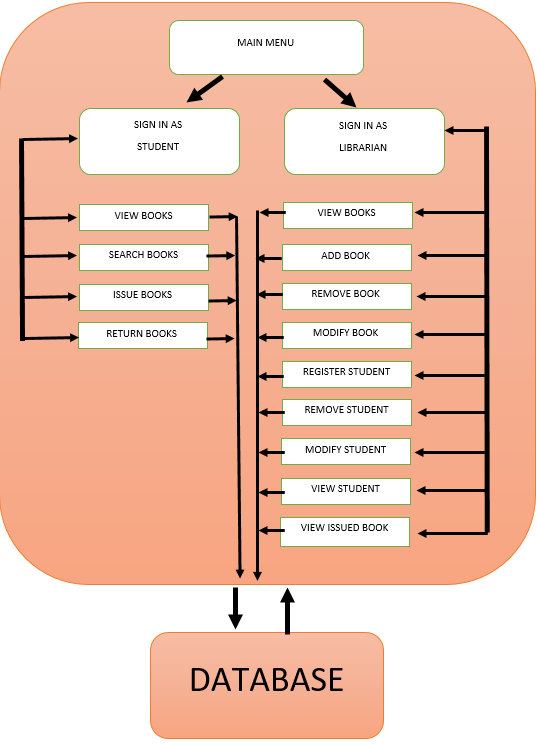 MAIN MENU
SIGN IN AS
STUDENT
SIGN IN AS
LIBRARIAN
VIEW BOOKS
SEARCH BOOKS
ISSUE BOOKS
RETURN BOOKS
VIEW BOOKS
ADD BOOK
REMOVE BOOK
MODIFY BOOK
REGISTER STUDENT
REMOVE STUDENT
MODIFY STUDENT
VIEW STUDENT
VIEW ISSUED BOOK
DATABASE